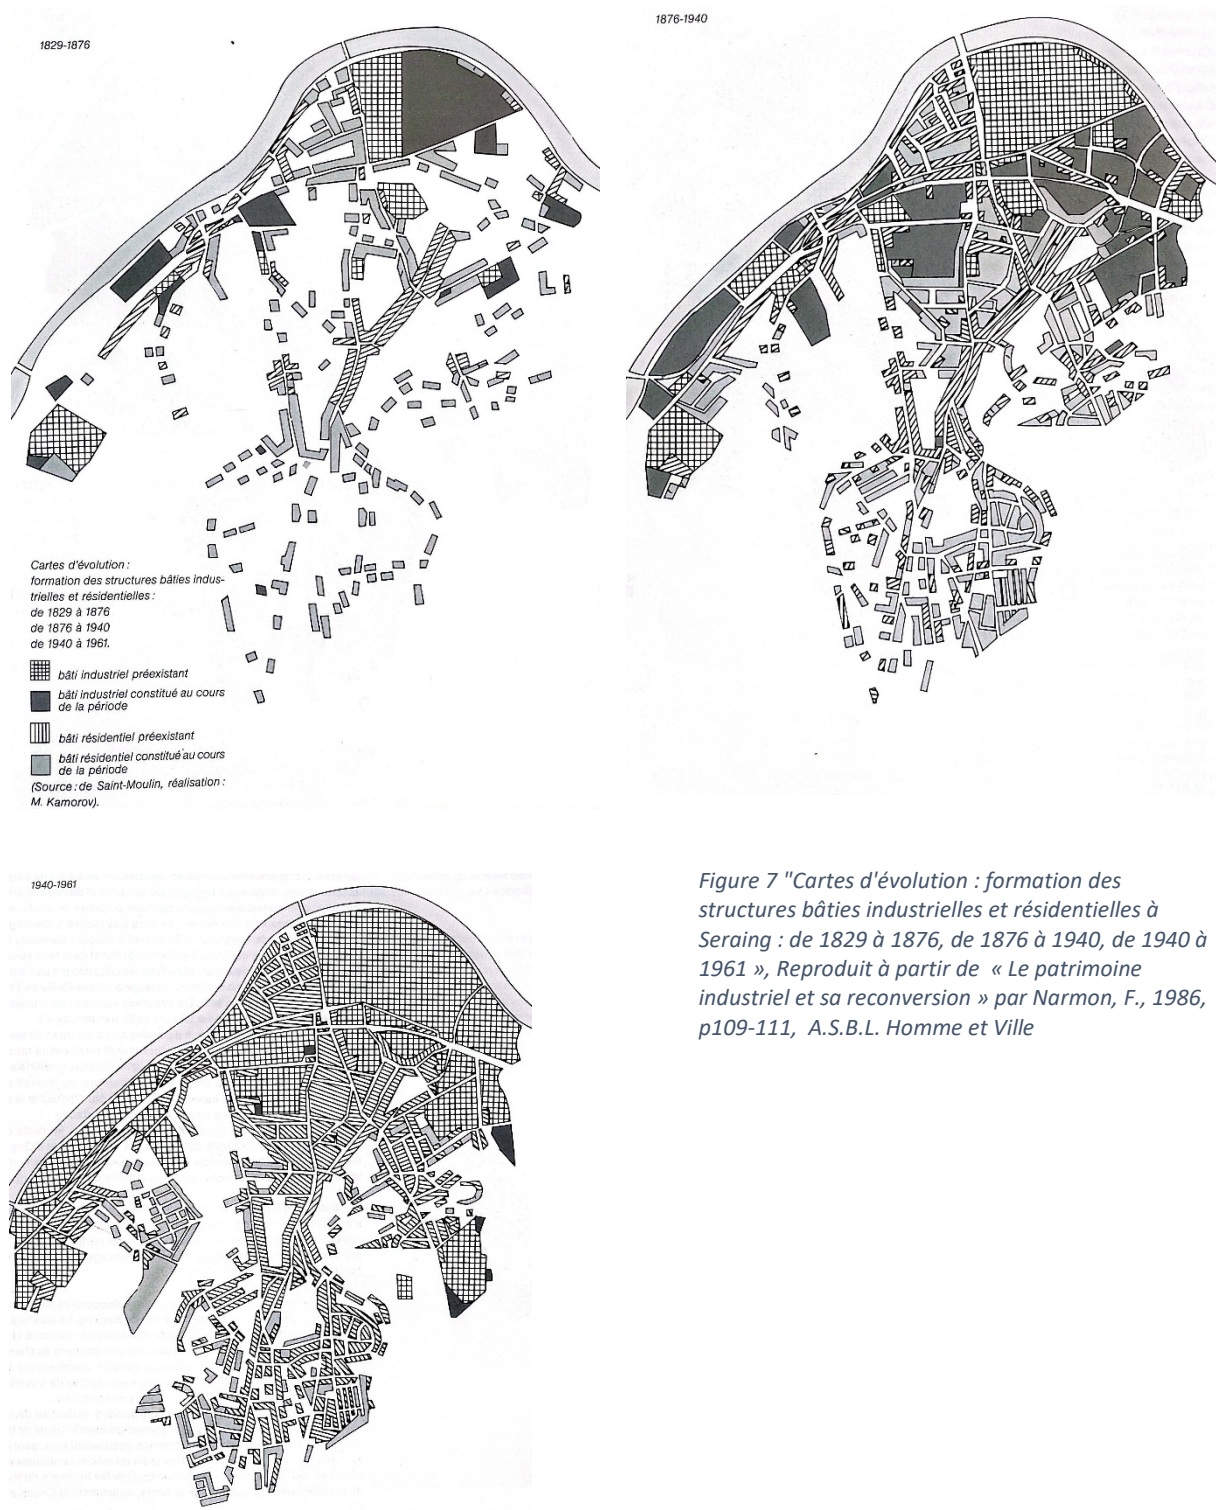 1829-1876
1876-1940
Cartes d'évolution :
formation des structures bâties indus-
trielles et résidentielles :
de 1829 à 1876
de 1876 à 1940
de 1940 à 1961.
bâti industriel préexistant
bâti industriel constitué au cours
de la période
bâti résidentiel préexistant
bâti résidentiel constitué au cours
de la période
(Source : de Saint-Moulin, réalisation :
M. Kamorov).
1940-1961
Figure 7 "Cartes d'évolution : formation des
structures bâties industrielles et résidentielles à
Seraing : de 1829 à 1876, de 1876 à 1940, de 1940 à
1961 », Reproduit à partir de « Le patrimoine
industriel et sa reconversion » par Narmon, F., 1986,
p109-111, A.S.B.L. Homme et Ville